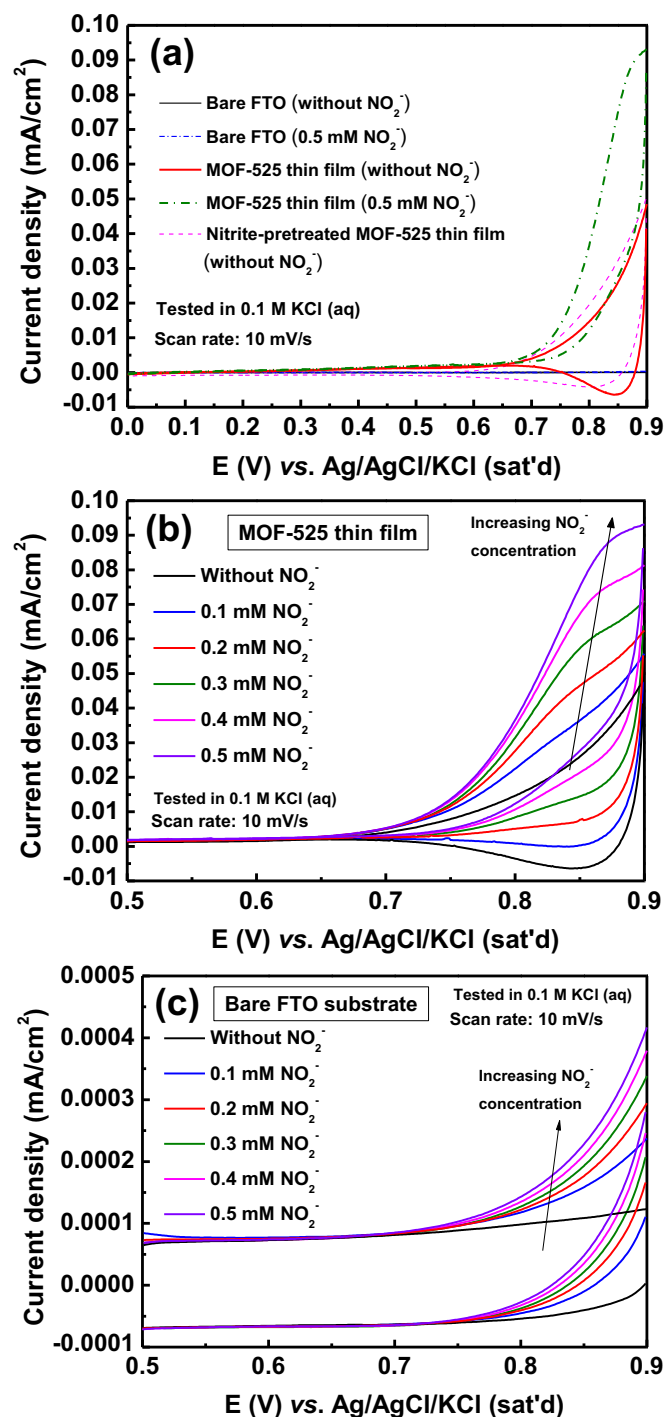 (a)
0.10
0.09
0.08
0.07
0.06
0.05
0.04
0.03
0.02
0.01
0.00
-0.01
Current density (mA/cm²)
Bare FTO (without NO₂⁻)
Bare FTO (0.5 mM NO₂⁻)
MOF-525 thin film (without NO₂⁻)
MOF-525 thin film (0.5 mM NO₂⁻)
Nitrite-pretreated MOF-525 thin film
(without NO₂⁻)
Tested in 0.1 M KCl (aq)
Scan rate: 10 mV/s
0.0 0.1 0.2 0.3 0.4 0.5 0.6 0.7 0.8 0.9
E (V) vs. Ag/AgCl/KCl (sat'd)
(b)
MOF-525 thin film
Increasing NO₂⁻
concentration
0.10
0.09
0.08
0.07
0.06
0.05
0.04
0.03
0.02
0.01
0.00
-0.01
Current density (mA/cm²)
Without NO₂⁻
0.1 mM NO₂⁻
0.2 mM NO₂⁻
0.3 mM NO₂⁻
0.4 mM NO₂⁻
0.5 mM NO₂⁻
Tested in 0.1 M KCl (aq)
Scan rate: 10 mV/s
0.5 0.6 0.7 0.8 0.9
E (V) vs. Ag/AgCl/KCl (sat'd)
(c)
Bare FTO substrate
Tested in 0.1 M KCl (aq)
Scan rate: 10 mV/s
0.0005
0.0004
0.0003
0.0002
0.0001
0.0000
-0.0001
Current density (mA/cm²)
Without NO₂⁻
0.1 mM NO₂⁻
0.2 mM NO₂⁻
0.3 mM NO₂⁻
0.4 mM NO₂⁻
0.5 mM NO₂⁻
Increasing NO₂⁻
concentration
0.5 0.6 0.7 0.8 0.9
E (V) vs. Ag/AgCl/KCl (sat'd)